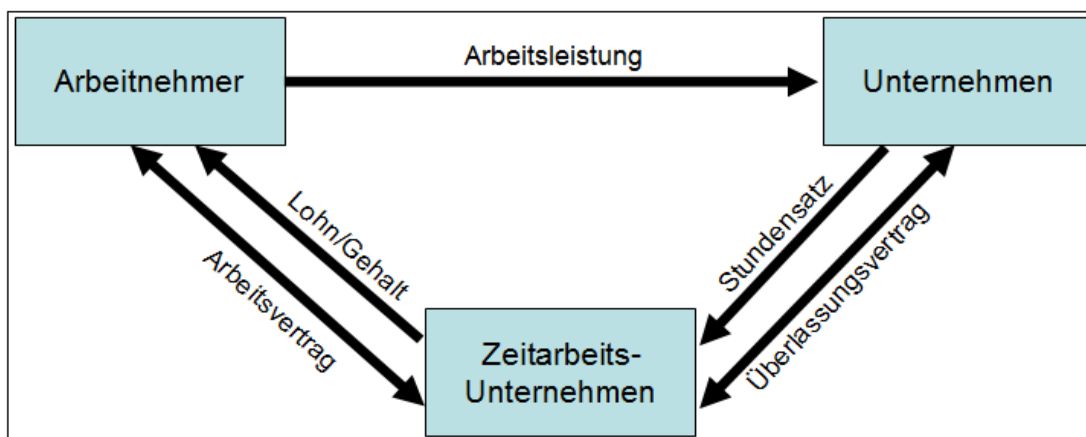 Arbeitnehmer
Arbeitsleistung
Unternehmen
Lohn/Gehalt
Arbeitsvertrag
Stundensatz
Überlassungsvertrag
Zeitarbeits-
Unternehmen